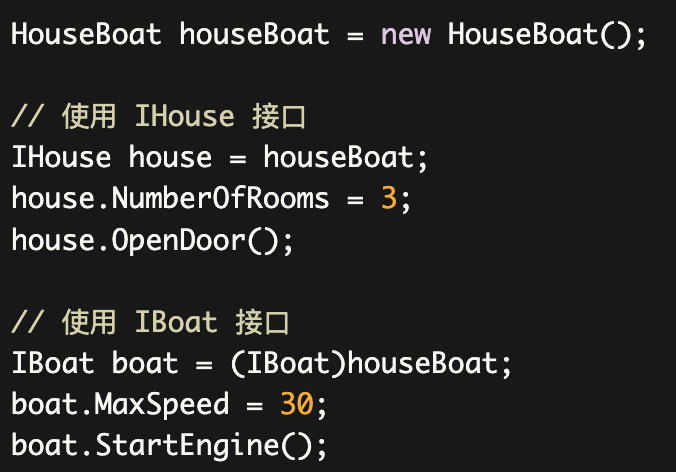 HouseBoat houseBoat = new HouseBoat();
// 使用 IHouse 接口
IHouse house = houseBoat;
house.NumberOfRooms = 3;
house.OpenDoor();
// 使用 IBoat 接口
IBoat boat = (IBoat)houseBoat;
boat.MaxSpeed = 30;
boat.StartEngine();